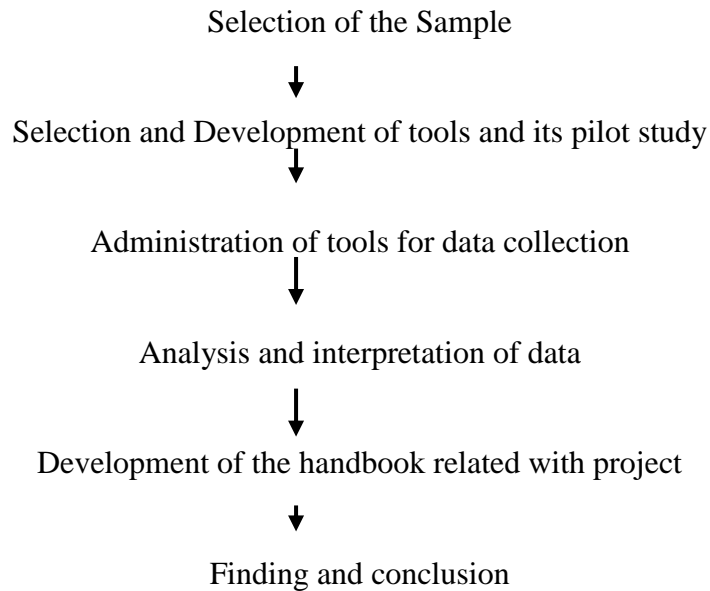 Selection of the Sample
Selection and Development of tools and its pilot study
Administration of tools for data collection
Analysis and interpretation of data
Development of the handbook related with project
Finding and conclusion